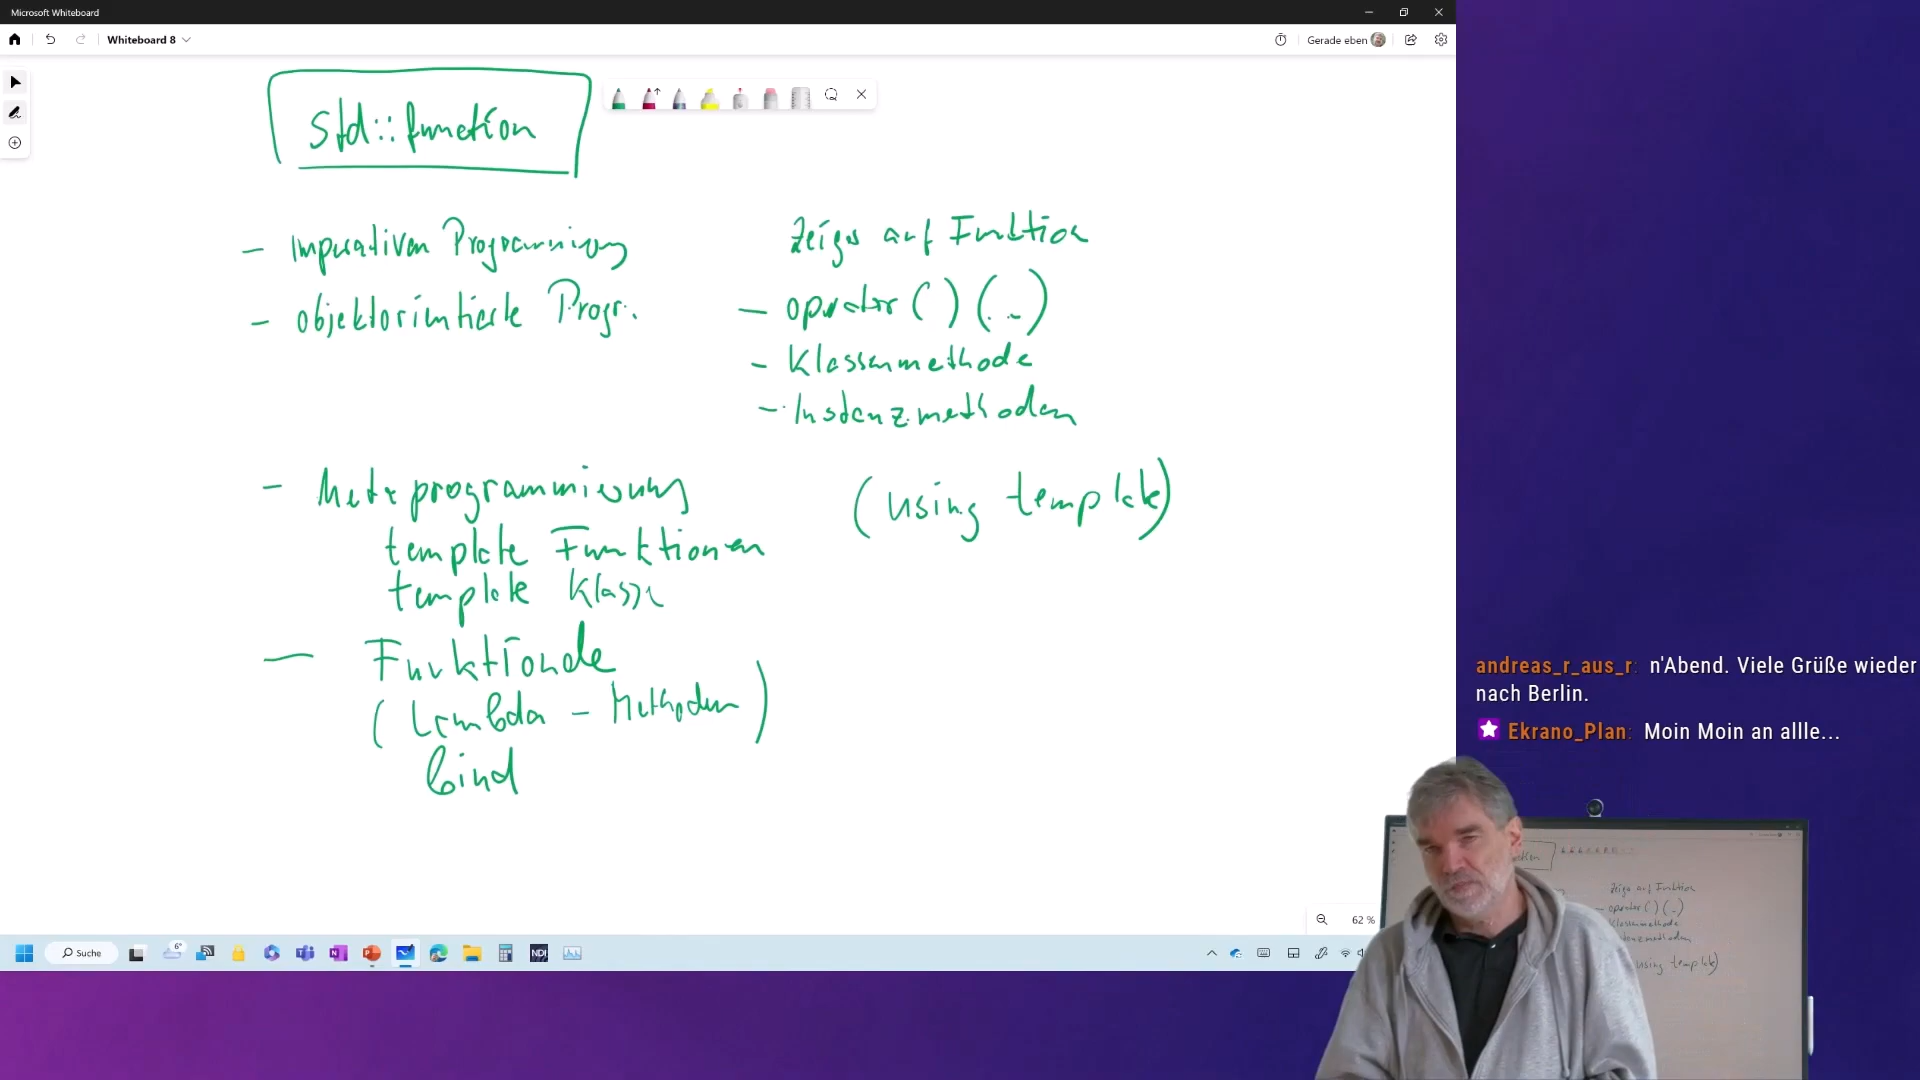 Microsoft Whiteboard
Whiteboard 8
Gerade eben
std::function
- Imperativen Programmierung
Zeiger auf Funktion
- objektorientierte Progr.
- operator ( ) (...)
- Klassenmethode
- Instanzmethoden
- Metaprogrammierung
(using template)
template Funktionen
template Klasse
- Funktionale
(Lambda - Methoden)
bind
andreas_r_aus_r: n'Abend. Viele Grüße wieder
nach Berlin.
Ekrano_Plan: Moin Moin an allle...
62 %
6°
Suche
NDI